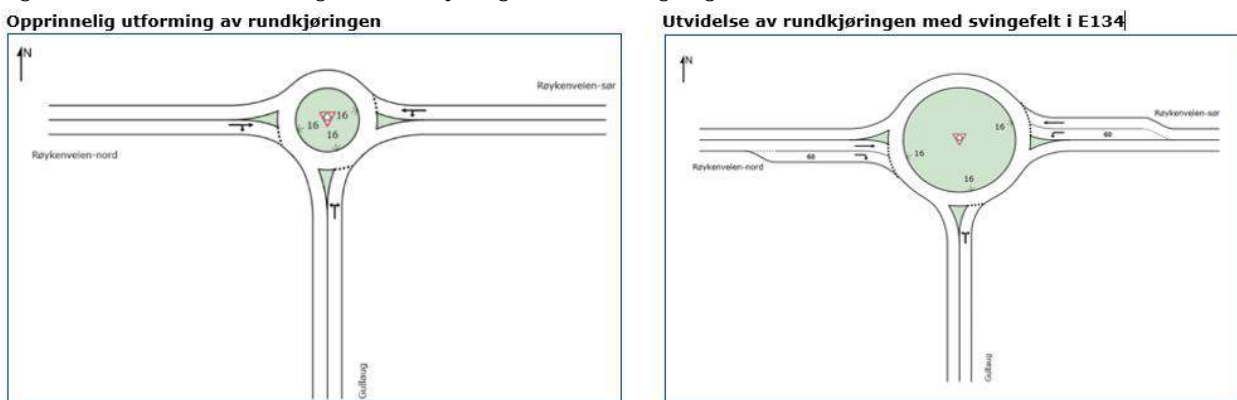 Opprinnelig utforming av rundkjøringen
N
Røykenveien-sør
16
16
16
Røykenveien-nord
Gullaug
Utvidelse av rundkjøringen med svingefelt i E134
N
Røykenveien-sør
60
16
16
60
Røykenveien-nord
16
Gullaug